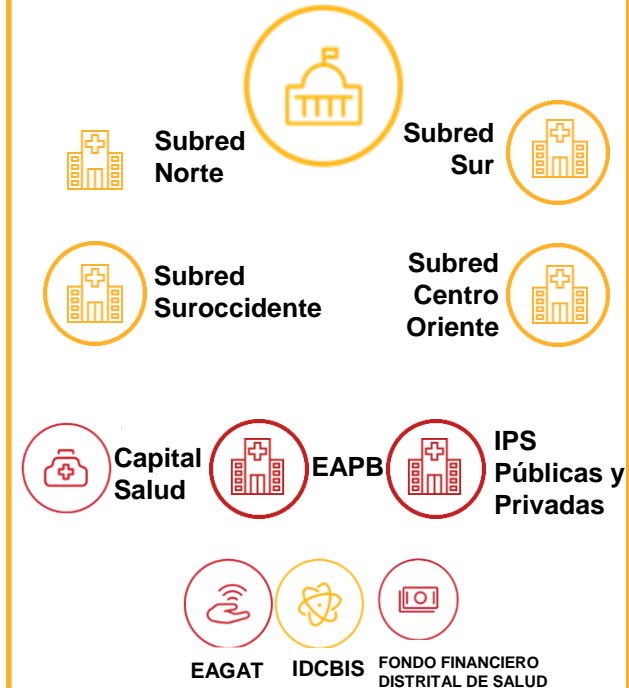 Subred
Norte
Subred
Sur
Subred
Suroccidente
Subred
Centro
Oriente
Capital
Salud
EAPB
IPS
Públicas y
Privadas
EAGAT
IDCBIS
FONDO FINANCIERO
DISTRITAL DE SALUD